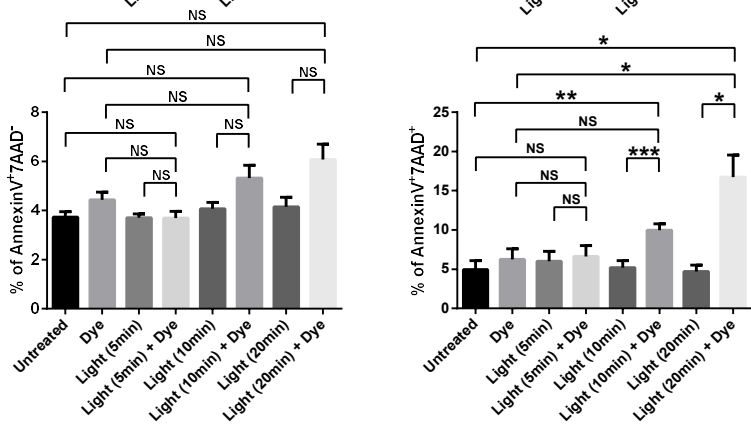 NS
NS
NS
NS
NS
NS
NS
NS
NS
% of AnnexinV+7AAD-
8
6
4
2
0
Untreated
Dye
Light (5min)
Light (5min) + Dye
Light (10min)
Light (10min) + Dye
Light (20min)
Light (20min) + Dye
*
*
**
*
NS
***
NS
NS
NS
% of AnnexinV+7AAD+
25
20
15
10
5
0
Untreated
Dye
Light (5min)
Light (5min) + Dye
Light (10min)
Light (10min) + Dye
Light (20min)
Light (20min) + Dye